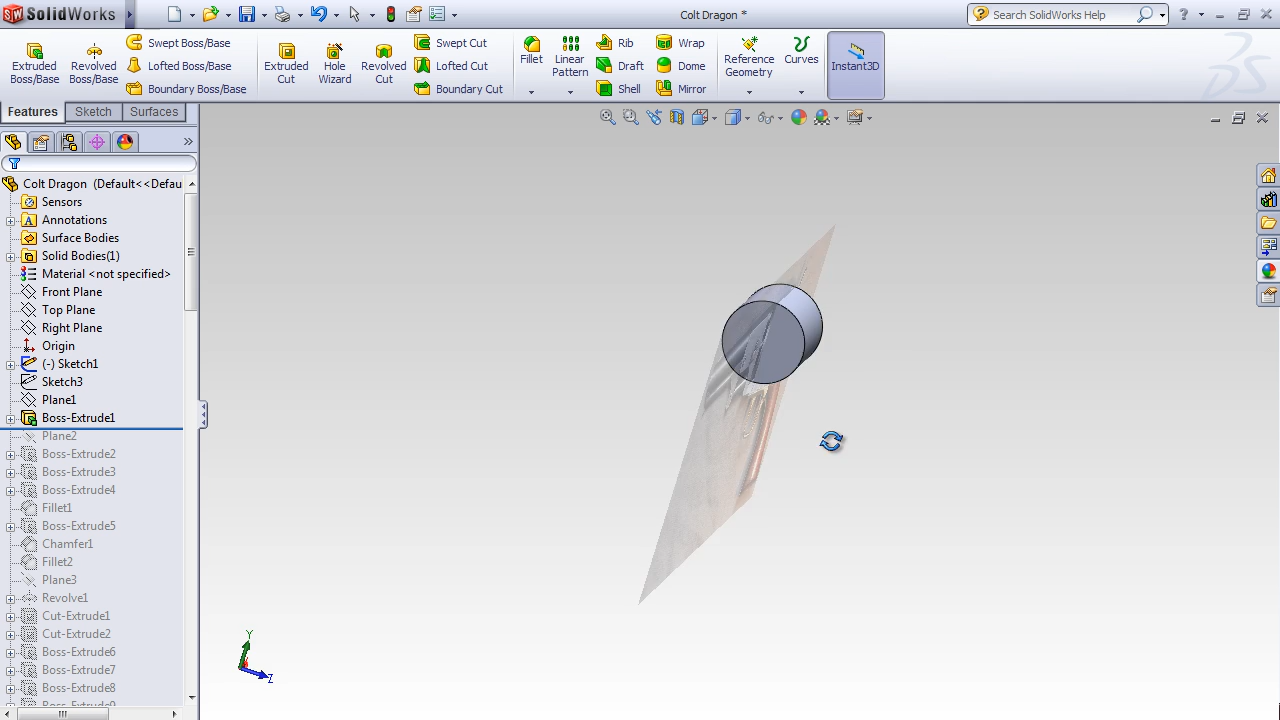 SolidWorks
Colt Dragon *
Search SolidWorks Help
Extruded Boss/Base
Revolved Boss/Base
Swept Boss/Base
Lofted Boss/Base
Boundary Boss/Base
Extruded Cut
Hole Wizard
Revolved Cut
Swept Cut
Lofted Cut
Boundary Cut
Fillet
Linear Pattern
Rib
Draft
Shell
Wrap
Dome
Mirror
Reference Geometry
Curves
Instant3D
Features
Sketch
Surfaces
Colt Dragon (Default<<Defau
Sensors
Annotations
Surface Bodies
Solid Bodies(1)
Material <not specified>
Front Plane
Top Plane
Right Plane
Origin
(-) Sketch1
Sketch3
Plane1
Boss-Extrude1
Plane2
Boss-Extrude2
Boss-Extrude3
Boss-Extrude4
Fillet1
Boss-Extrude5
Chamfer1
Fillet2
Plane3
Revolve1
Cut-Extrude1
Cut-Extrude2
Boss-Extrude6
Boss-Extrude7
Boss-Extrude8
Y
Z